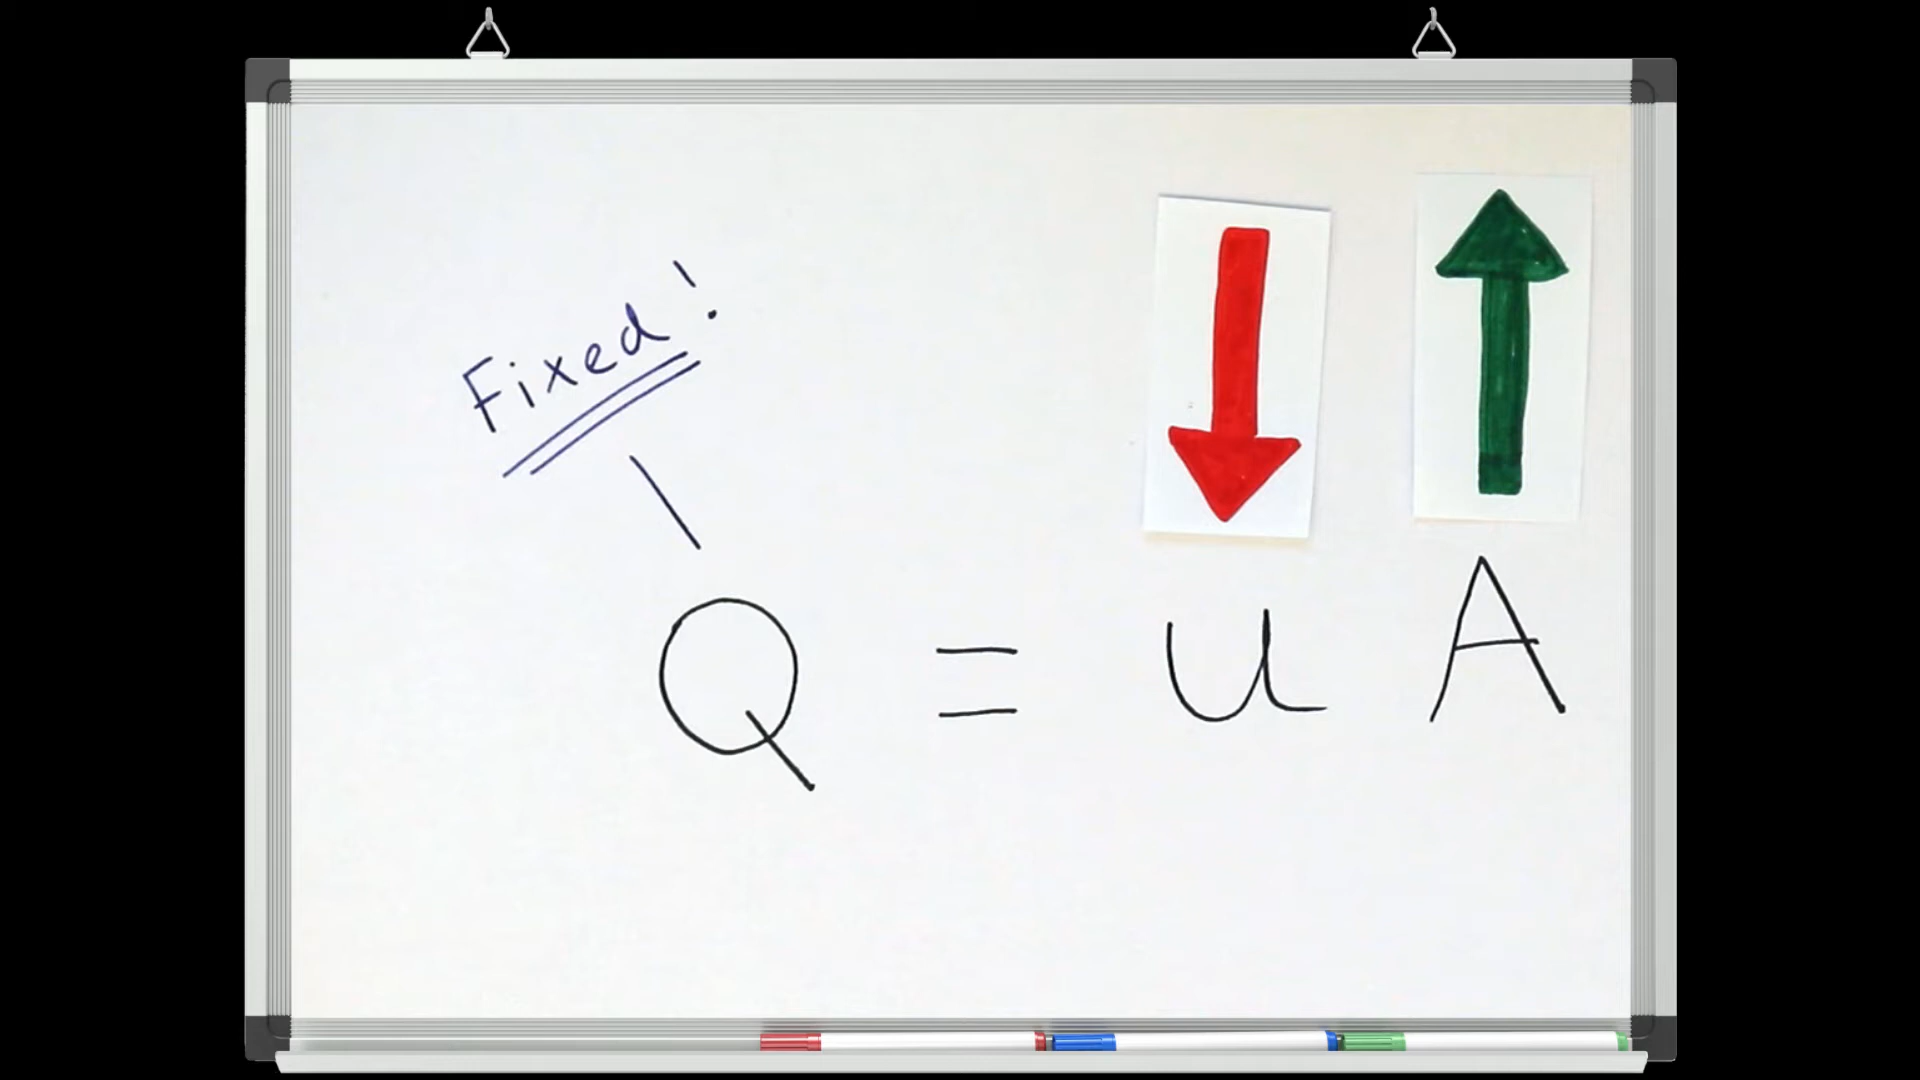 Fixed!
Q = u A